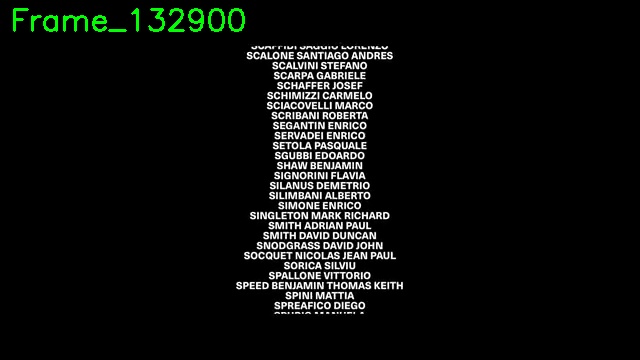 Frame_132900
SCAFFIDI SAGGIO LORENZO
SCALONE SANTIAGO ANDRES
SCALVINI STEFANO
SCARPA GABRIELE
SCHAFFER JOSEF
SCHIMIZZI CARMELO
SCIACOVELLI MARCO
SCRIBANI ROBERTA
SEGANTIN ENRICO
SERVADEI ENRICO
SETOLA PASQUALE
SGUBBI EDOARDO
SHAW BENJAMIN
SIGNORINI FLAVIA
SILANUS DEMETRIO
SILIMBANI ALBERTO
SIMONE ENRICO
SINGLETON MARK RICHARD
SMITH ADRIAN PAUL
SMITH DAVID DUNCAN
SNODGRASS DAVID JOHN
SOCQUET NICOLAS JEAN PAUL
SORICA SILVIU
SPALLONE VITTORIO
SPEED BENJAMIN THOMAS KEITH
SPINI MATTIA
SPREAFICO DIEGO